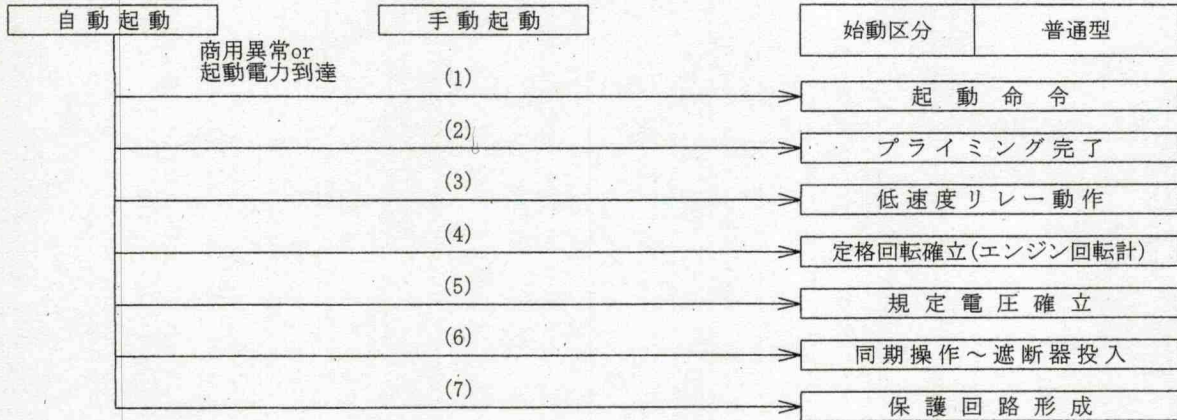 自動起動
手動起動
始動区分
普通型
商用異常or
起動電力到達
(1)
起動命令
(2)
プライミング完了
(3)
低速度リレー動作
(4)
定格回転確立(エンジン回転計)
(5)
規定電圧確立
(6)
同期操作～遮断器投入
(7)
保護回路形成